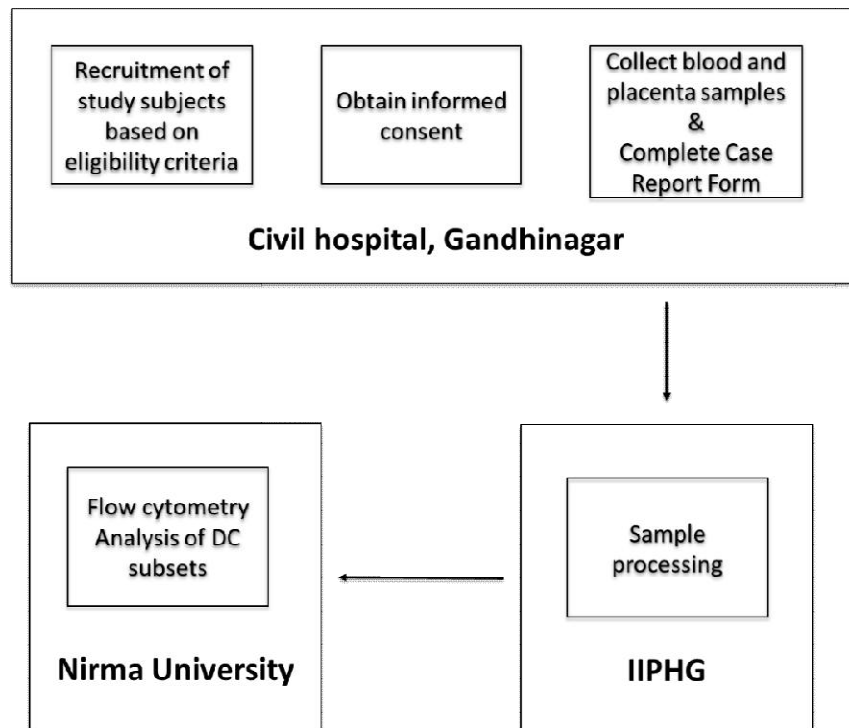 Recruitment of
study subjects
based on
eligibility criteria
Obtain informed
consent
Collect blood and
placenta samples
&
Complete Case
Report Form
Civil hospital, Gandhinagar
Flow cytometry
Analysis of DC
subsets
Nirma University
Sample
processing
IIPHG